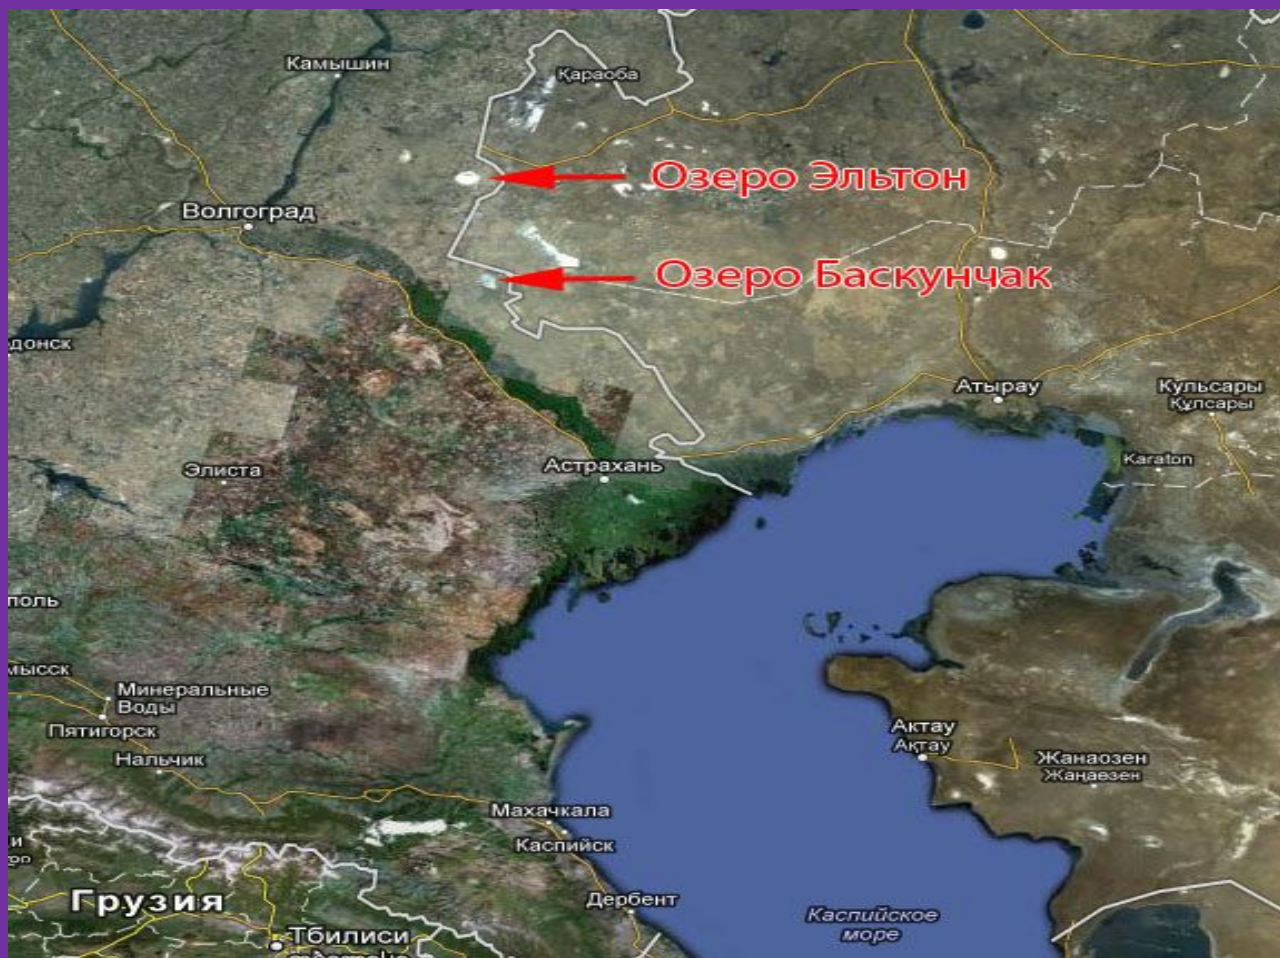 Камышин
Қараоба
Озеро Эльтон
Волгоград
Озеро Баскунчак
донск
Атырау
Кульсары
Құлсары
Элиста
Астрахань
Karaton
поль
мысск
Минеральные
Воды
Пятигорск
Нальчик
Актау
Ақтау
Жанаозен
Жаңаөзен
Махачкала
Каспийск
Грузия
Дербент
Каспийское
море
Тбилиси